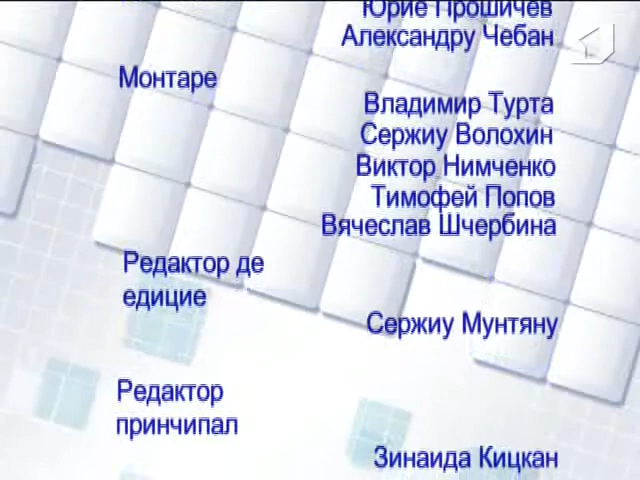 Юрие Прошичев
Александру Чебан
Монтаре
Владимир Турта
Сержиу Волохин
Виктор Нимченко
Тимофей Попов
Вячеслав Шчербина
Редактор де
едицие
Сержиу Мунтяну
Редактор
принчипал
Зинаида Кицкан